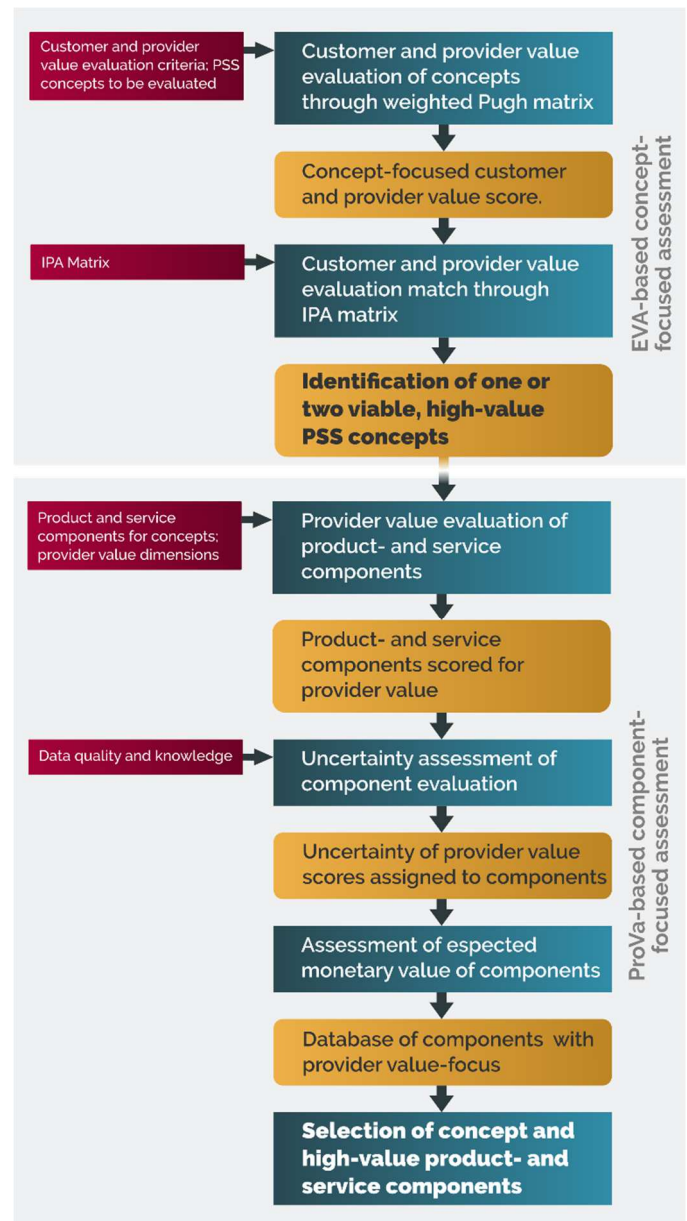 Customer and provider
value evaluation criteria; PSS
concepts to be evaluated
Customer and provider value
evaluation of concepts
through weighted Pugh matrix
Concept-focused customer
and provider value score.
IPA Matrix
Customer and provider value
evaluation match through
IPA matrix
Identification of one or
two viable, high-value
PSS concepts
EVA-based concept-
focused assessment
Product and service
components for concepts;
provider value dimensions
Provider value evaluation of
product- and service
components
Product- and service
components scored for
provider value
Data quality and knowledge
Uncertainty assessment of
component evaluation
Uncertainty of provider value
scores assigned to components
Assessment of espected
monetary value of components
Database of components with
provider value-focus
Selection of concept and
high-value product- and
service components
ProVa-based component-
focused assessment